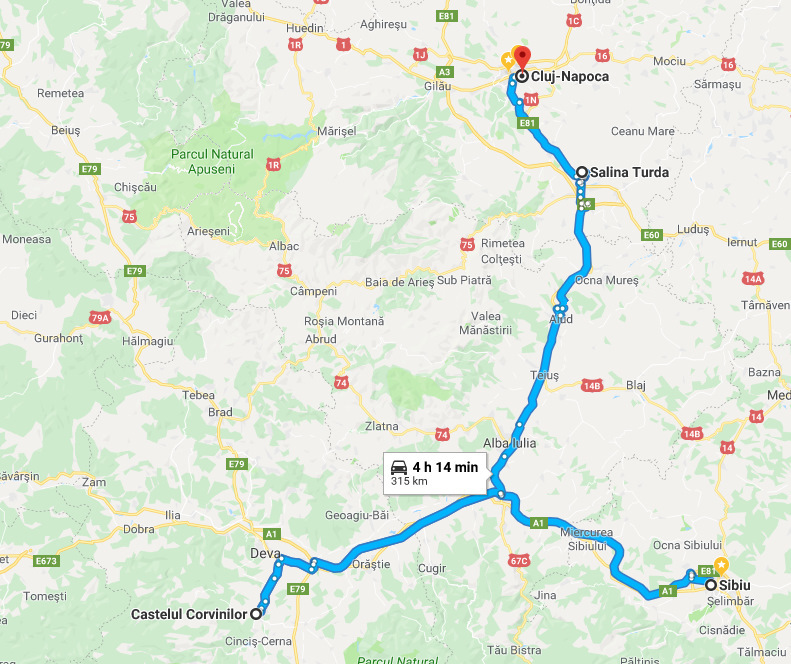 Valea
Drăganului
Huedin
Aghireșu
E81
1C
1R
1
1J
16
Mociu
16
79
A3
Gilău
Cluj-Napoca
Sărmașu
Remetea
1N
E81
Ceanu Mare
Beiuș
Mărișel
Parcul Natural
Apuseni
1R
E79
Salina Turda
Chișcău
75
Arieșeni
E60
Luduș
Iernut
E60
Moneasa
Albac
75
Rimetea
Colțești
E79
75
Baia de Arieș
Sub Piatră
Ocna Mureș
14A
Câmpeni
Târnăven
Dieci
79A
Roșia Montană
Valea
Mănăstirii
Aiud
Gurahonț
Hălmagiu
Abrud
74
Teiuș
14B
Blaj
Bazna
Tebea
Med
Brad
14
Zlatna
74
14B
Alba Iulia
14
E79
4 h 14 min
315 km
Săvârșin
Zam
Ilia
Geoagiu-Băi
Dobra
A1
A1
Miercurea
Sibiului
Ocna Sibiului
Deva
E673
Orăștie
Cugir
67C
E81
Sibiu
E79
A1
Tomești
Jina
Șelimbăr
Castelul Corvinilor
Cinciș-Cerna
Cisnădie
Tău Bistra
Tălmaciu
Parcul Natural
Păltiniș